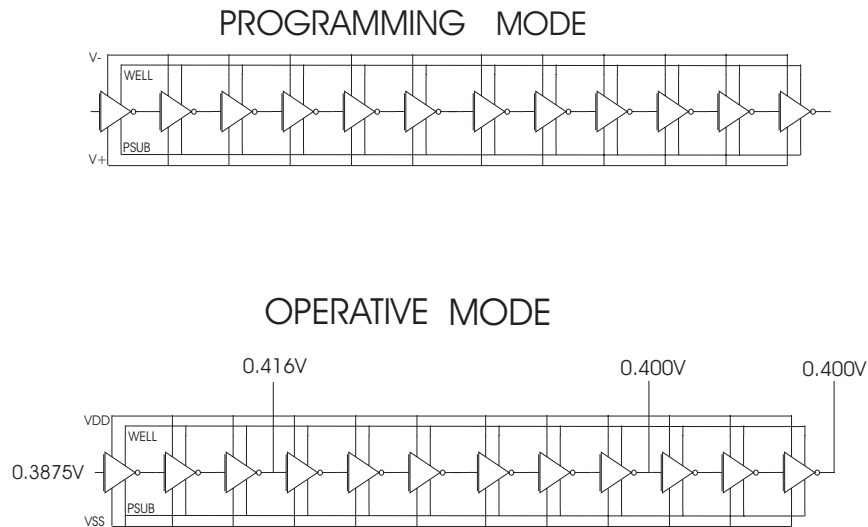 PROGRAMMING MODE
V-
WELL
PSUB
V+
OPERATIVE MODE
0.416V
0.400V
0.400V
VDD
WELL
0.3875V
PSUB
VSS